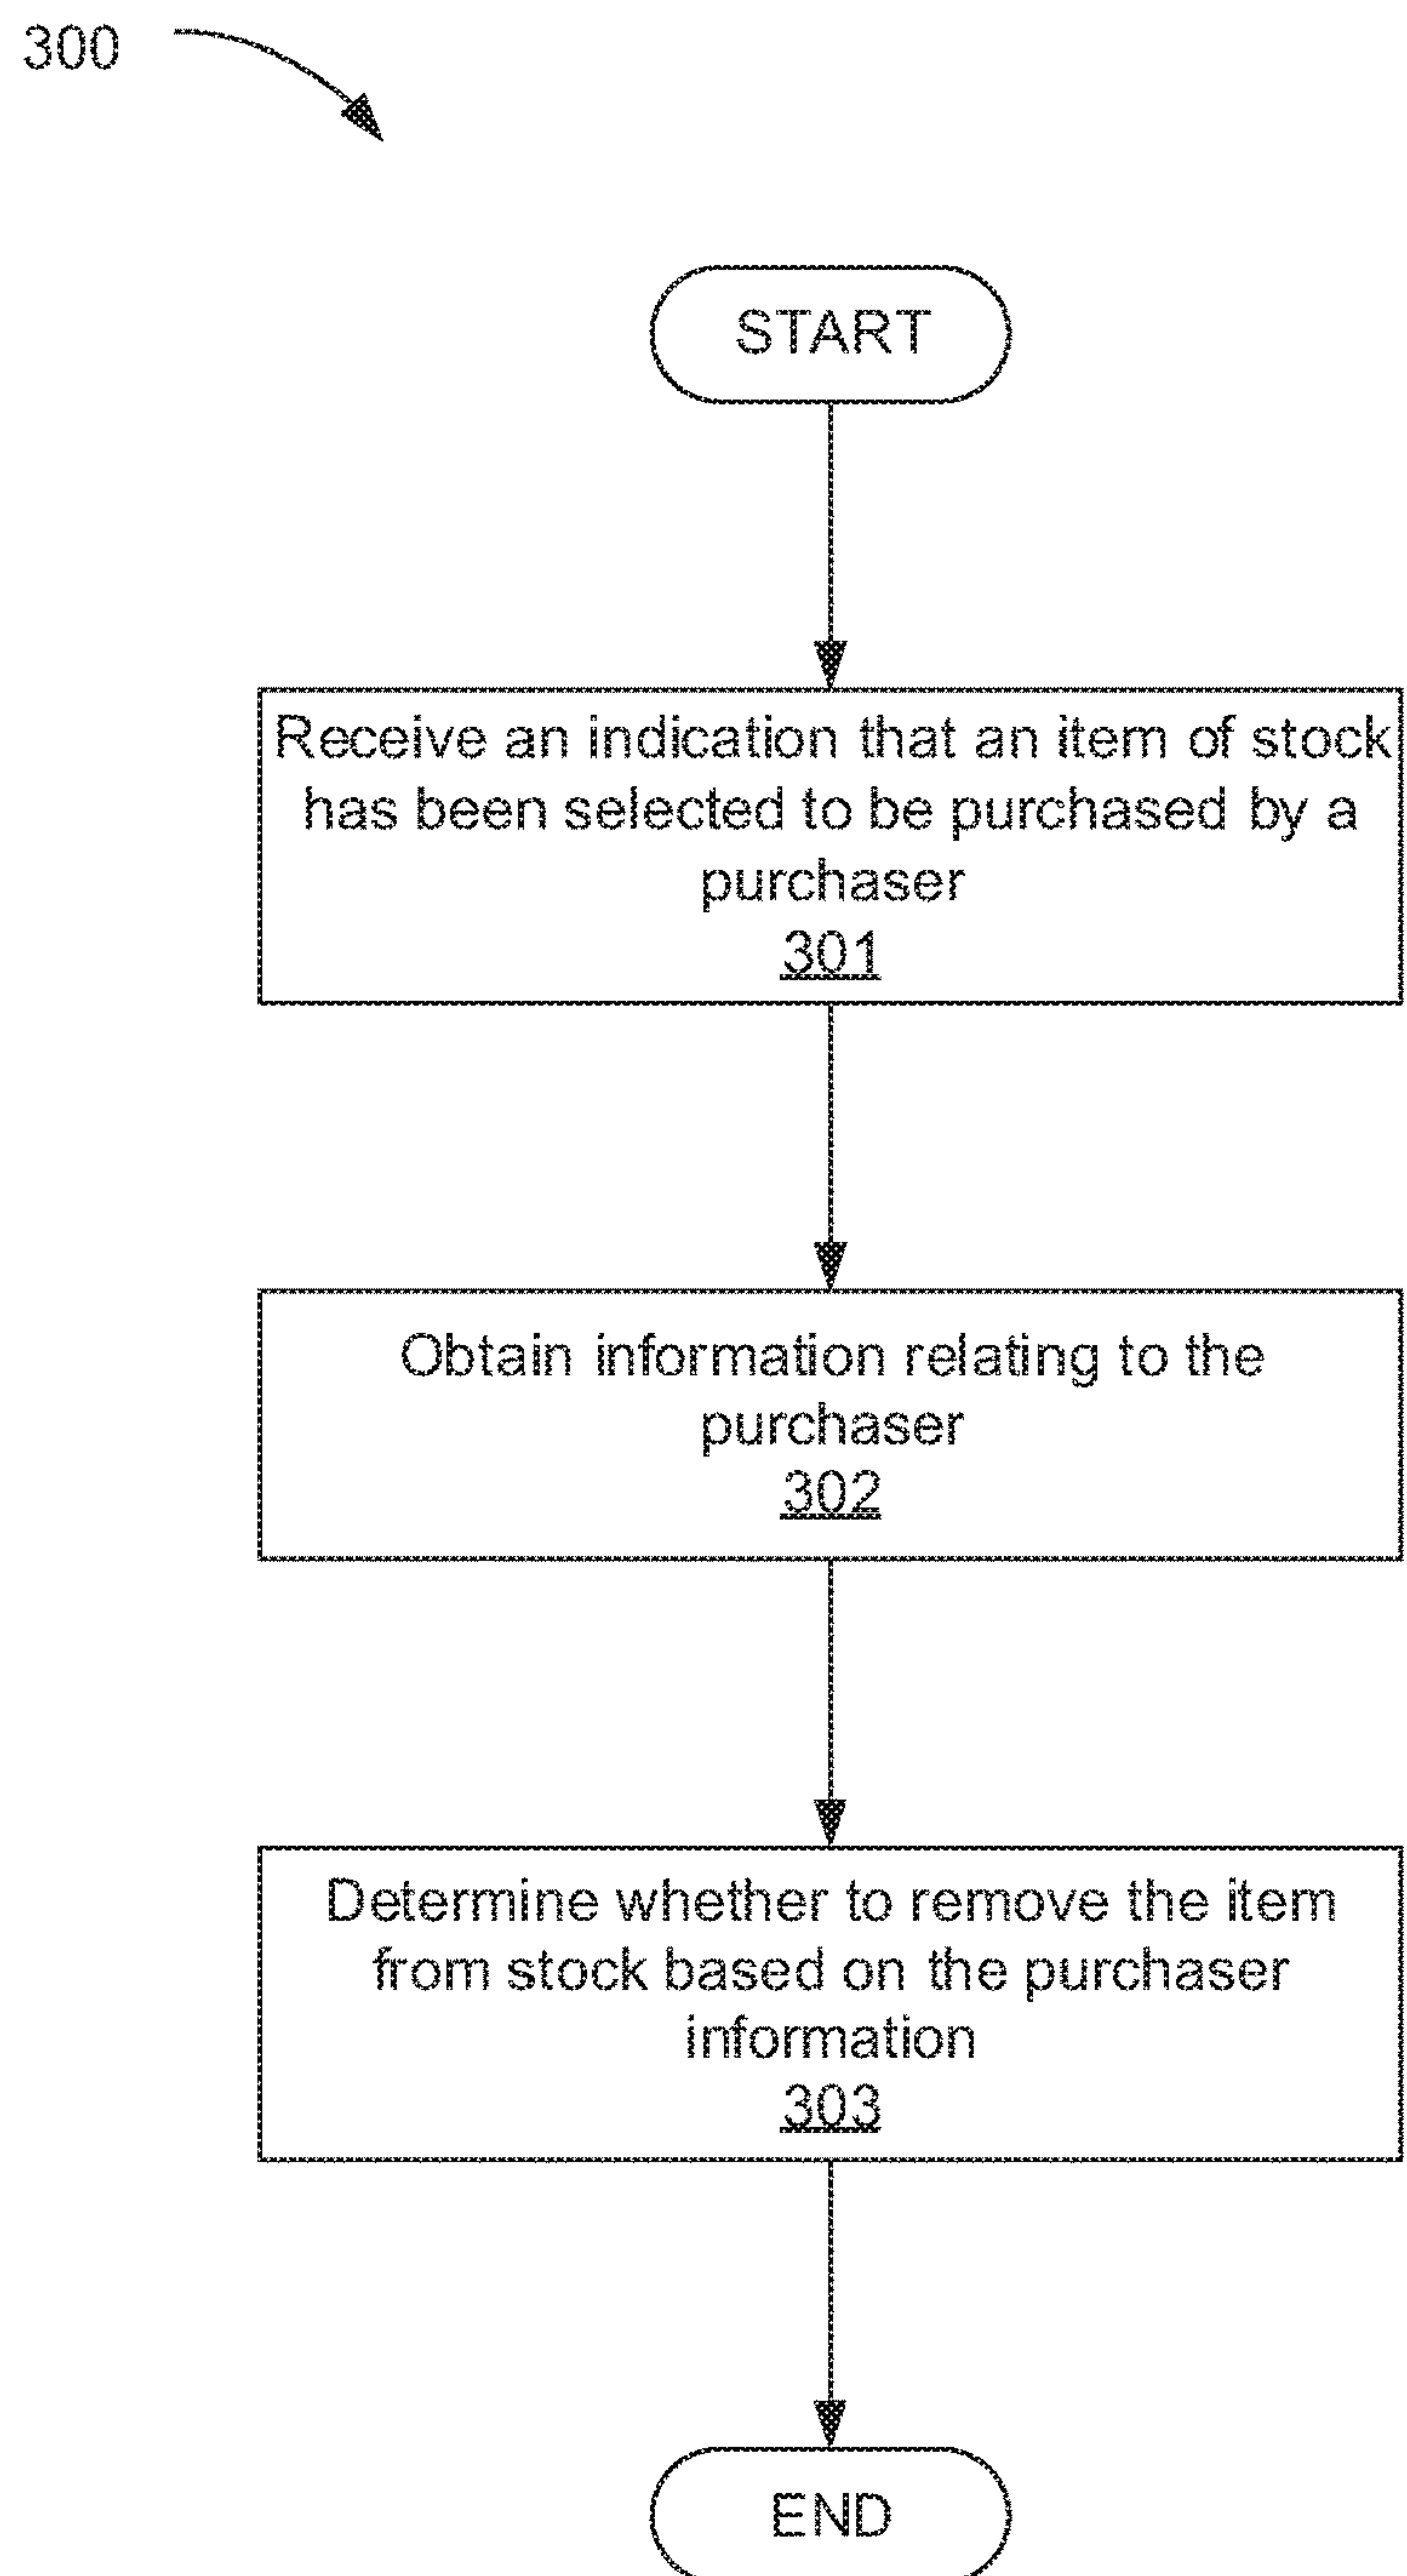 300
START
Receive an indication that an item of stock
has been selected to be purchased by a
purchaser
301
Obtain information relating to the
purchaser
302
Determine whether to remove the item
from stock based on the purchaser
information
303
END